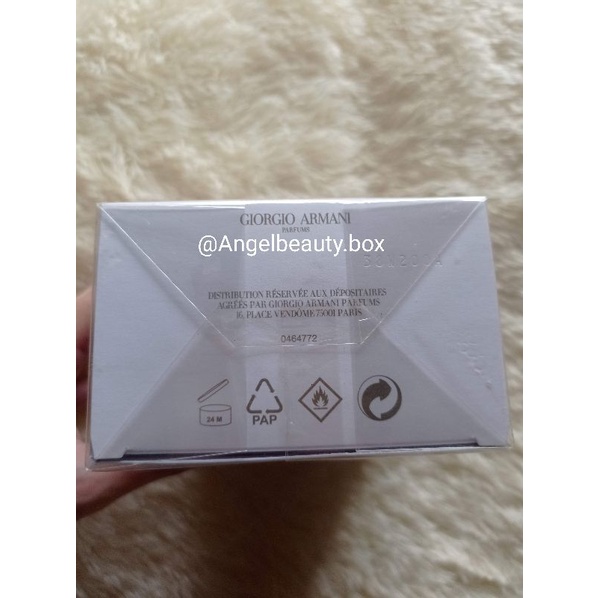 GIORGIO ARMANI
PARFUMS
@Angelbeauty.box
DISTRIBUTION RÉSERVÉE AUX DÉPOSITAIRES
AGRÉES PAR GIORGIO ARMANI PARFUMS
16, PLACE VENDÔME 75001 PARIS
0464772
24 M
PAP